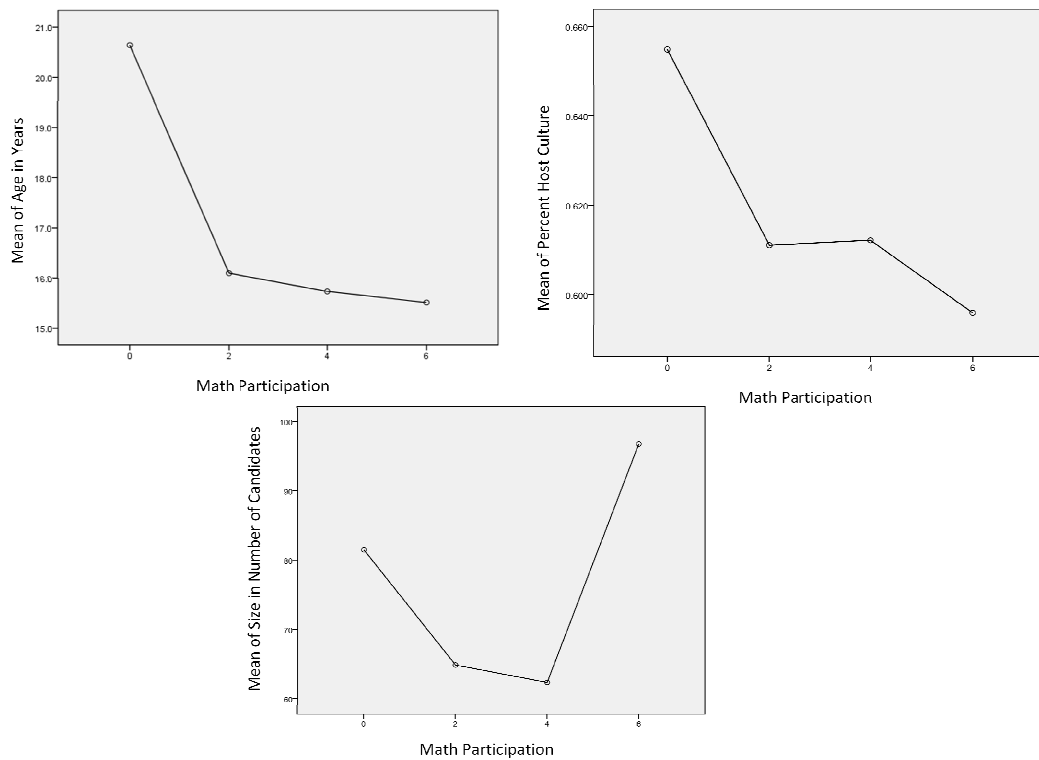 21.0
20.0
19.0
18.0
17.0
16.0
15.0
Mean of Age in Years
0 2 4 6
Math Participation
0.660
0.640
0.620
0.600
Mean of Percent Host Culture
0 2 4 6
Math Participation
100
90
80
70
60
Mean of Size in Number of Candidates
0 2 4 6
Math Participation